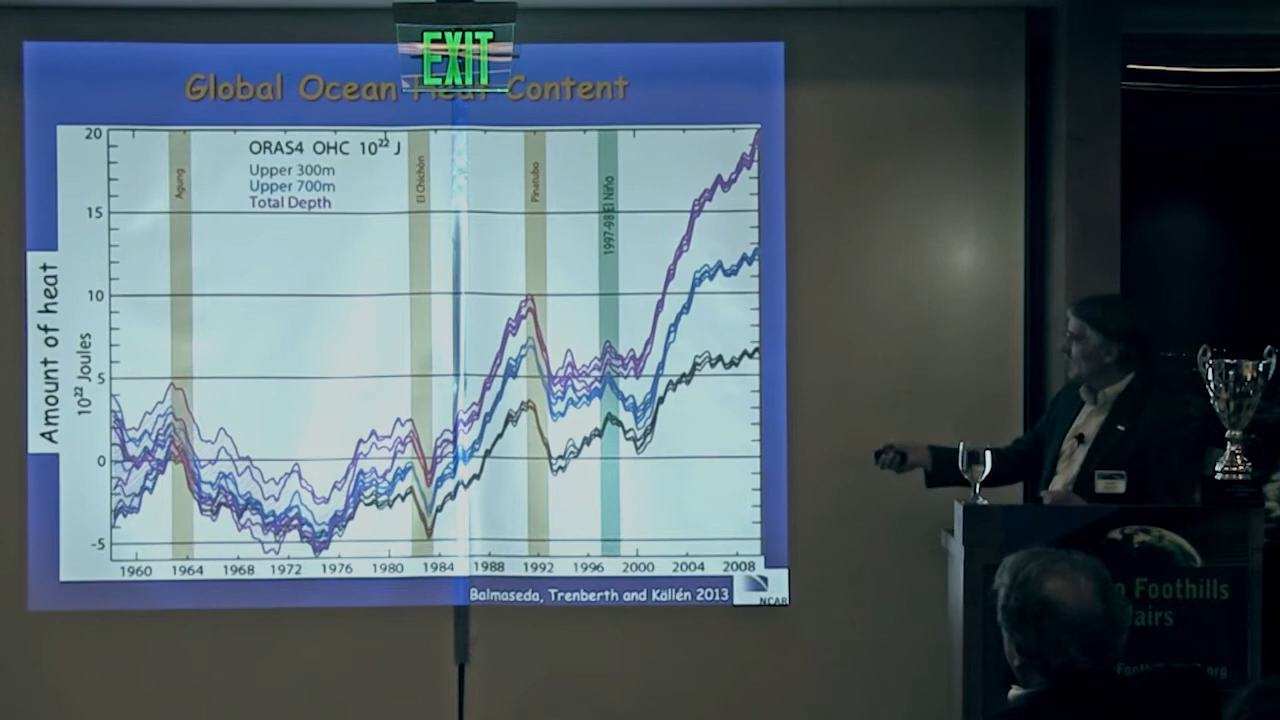 EXIT
Global Ocean Heat Content
20
ORAS4 OHC 10²² J
Upper 300m
Upper 700m
Total Depth
Agung
El Chichòn
Pinatubo
1997-98 El Niño
15
10
5
0
-5
Amount of heat
10²² Joules
1960 1964 1968 1972 1976 1980 1984 1988 1992 1996 2000 2004 2008
Balmaseda, Trenberth and Källén 2013
NCAR
Foothills